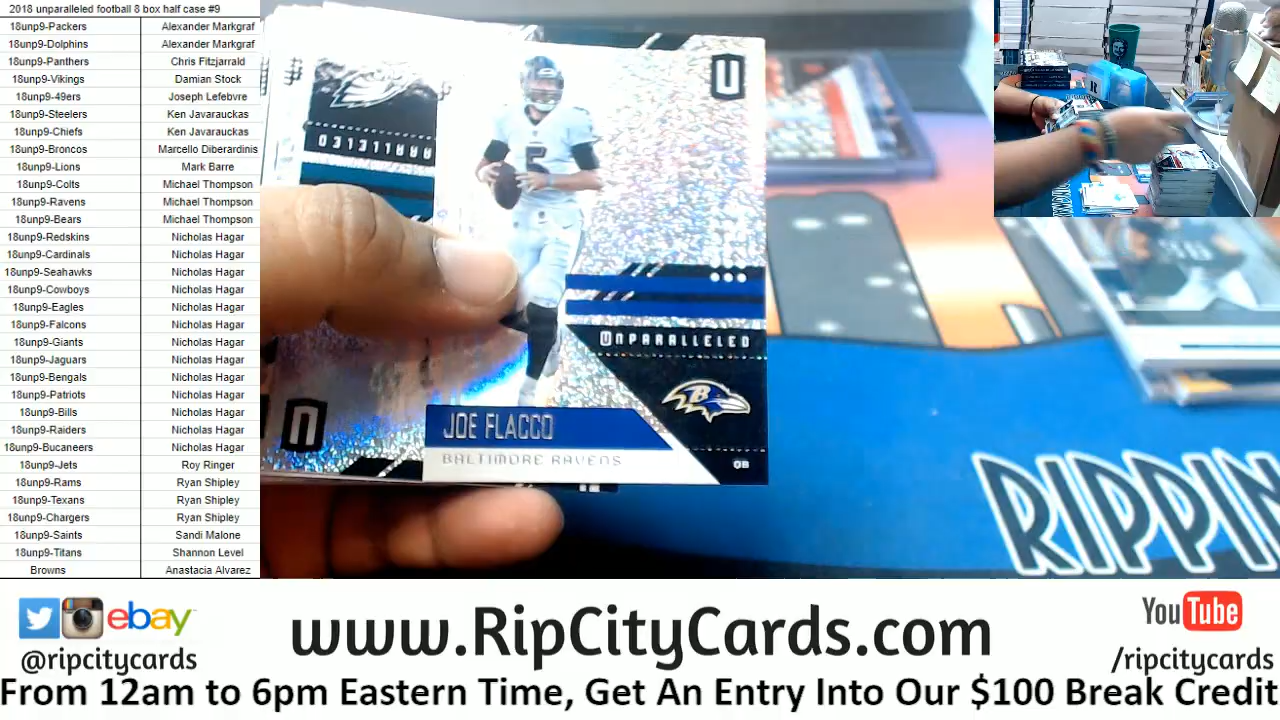 2018 unparalleled football 8 box half case #9
18unp9-Packers Alexander Markgraf
18unp9-Dolphins Alexander Markgraf
18unp9-Panthers Chris Fitzjarrald
18unp9-Vikings Damian Stock
18unp9-49ers Joseph Lefebvre
18unp9-Steelers Ken Javarauckas
18unp9-Chiefs Ken Javarauckas
18unp9-Broncos Marcello Diberardinis
18unp9-Lions Mark Barre
18unp9-Colts Michael Thompson
18unp9-Ravens Michael Thompson
18unp9-Bears Michael Thompson
18unp9-Redskins Nicholas Hagar
18unp9-Cardinals Nicholas Hagar
18unp9-Seahawks Nicholas Hagar
18unp9-Cowboys Nicholas Hagar
18unp9-Eagles Nicholas Hagar
18unp9-Falcons Nicholas Hagar
18unp9-Giants Nicholas Hagar
18unp9-Jaguars Nicholas Hagar
18unp9-Bengals Nicholas Hagar
18unp9-Patriots Nicholas Hagar
18unp9-Bills Nicholas Hagar
18unp9-Raiders Nicholas Hagar
18unp9-Bucaneers Nicholas Hagar
18unp9-Jets Roy Ringer
18unp9-Rams Ryan Shipley
18unp9-Texans Ryan Shipley
18unp9-Chargers Ryan Shipley
18unp9-Saints Sandi Malone
18unp9-Titans Shannon Level
Browns Anastacia Alvarez
U
5
UNPARALLELED
B
JOE FLACCO
BALTIMORE RAVENS
QB
RIPPIN
ebay
@ripcitycards
www.RipCityCards.com
YouTube
/ripcitycards
From 12am to 6pm Eastern Time, Get An Entry Into Our $100 Break Credit